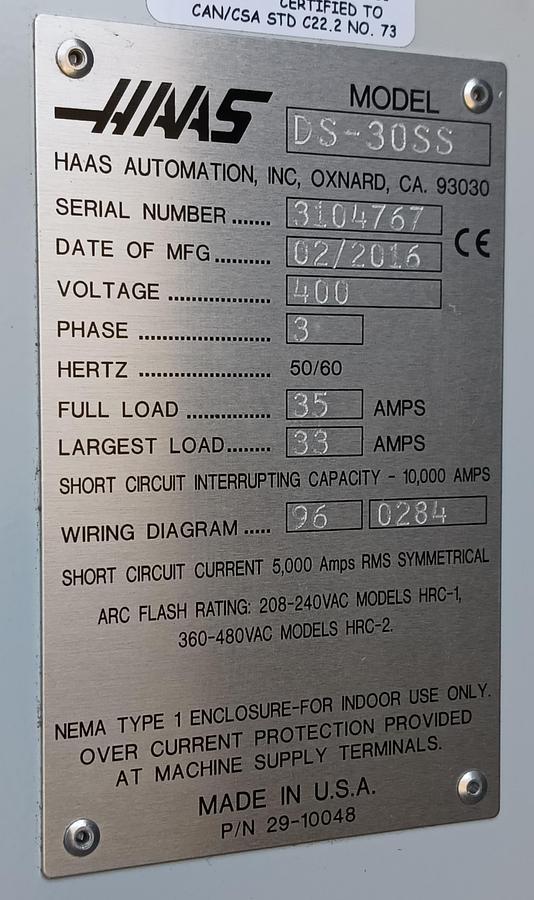 CERTIFIED TO
CAN/CSA STD C22.2 NO. 73
HAAS
MODEL
DS-30SS
HAAS AUTOMATION, INC, OXNARD, CA. 93030
SERIAL NUMBER ....... 3104767
DATE OF MFG.......... 02/2016 CE
VOLTAGE ................... 400
PHASE ........................ 3
HERTZ ........................ 50/60
FULL LOAD ............... 35 AMPS
LARGEST LOAD........ 33 AMPS
SHORT CIRCUIT INTERRUPTING CAPACITY - 10,000 AMPS
WIRING DIAGRAM ..... 96 0284
SHORT CIRCUIT CURRENT 5,000 Amps RMS SYMMETRICAL
ARC FLASH RATING: 208-240VAC MODELS HRC-1,
360-480VAC MODELS HRC-2.
NEMA TYPE 1 ENCLOSURE-FOR INDOOR USE ONLY.
OVER CURRENT PROTECTION PROVIDED
AT MACHINE SUPPLY TERMINALS.
MADE IN U.S.A.
P/N 29-10048